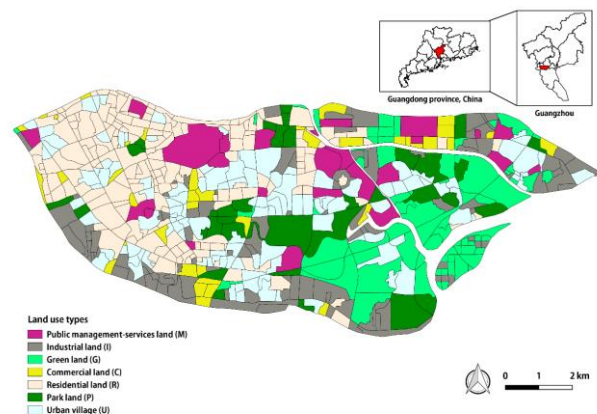 Guangdong province, China
Guangzhou
Land use types
Public management-services land (M)
Industrial land (I)
Green land (G)
Commercial land (C)
Residential land (R)
Park land (P)
Urban village (U)
0 1 2 km